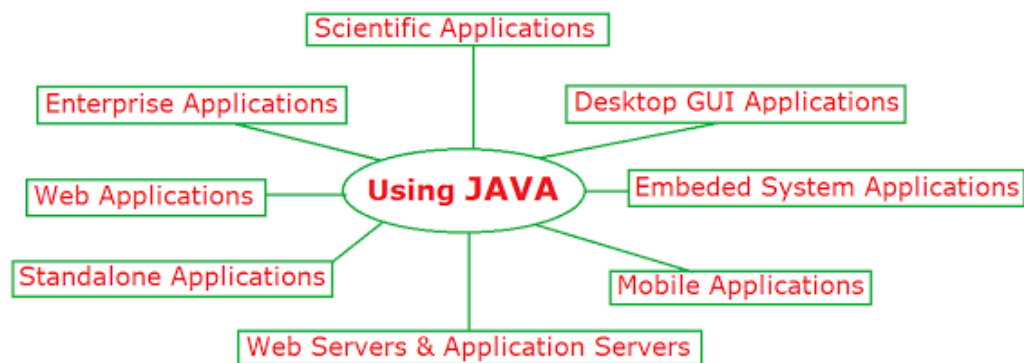 Scientific Applications
Enterprise Applications
Desktop GUI Applications
Using JAVA
Web Applications
Embeded System Applications
Standalone Applications
Mobile Applications
Web Servers & Application Servers